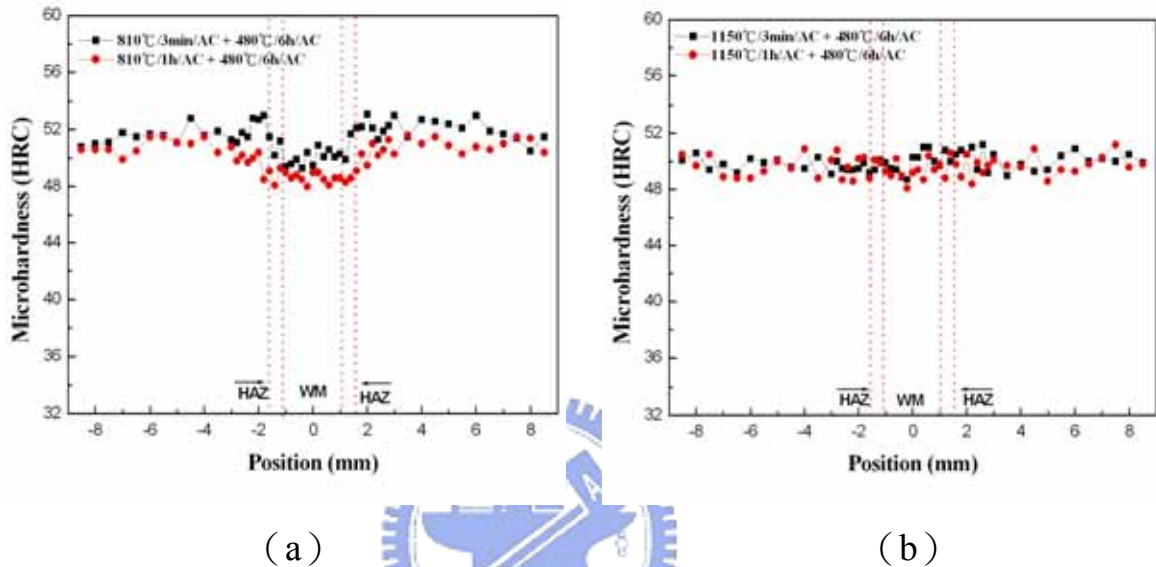 60
56
52
48
44
40
36
32
Microhardness (HRC)
810℃/3min/AC + 480℃/6h/AC
810℃/1h/AC + 480℃/6h/AC
HAZ
WM
HAZ
-8 -6 -4 -2 0 2 4 6 8
Position (mm)
(a)
60
56
52
48
44
40
36
32
Microhardness (HRC)
1150℃/3min/AC + 480℃/6h/AC
1150℃/1h/AC + 480℃/6h/AC
HAZ
WM
HAZ
-8 -6 -4 -2 0 2 4 6 8
Position (mm)
(b)